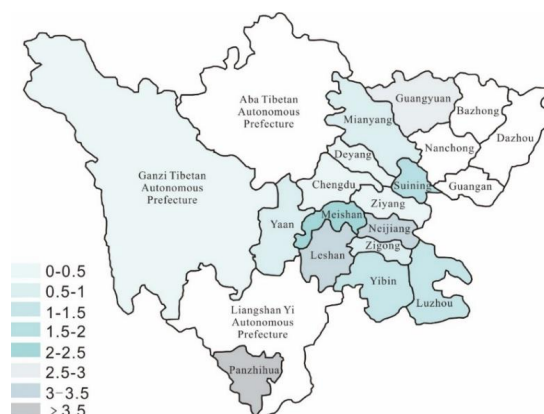 Aba Tibetan
Autonomous
Prefecture
Guangyuan
Bazhong
Mianyang
Dazhou
Deyang
Nanchong
Ganzi Tibetan
Autonomous
Prefecture
Chengdu
Suining
Guangan
Ziyang
Yaan
Meishan
Neijiang
Zigong
Leshan
Yibin
Luzhou
Liangshan Yi
Autonomous
Prefecture
Panzhihua
0-0.5
0.5-1
1-1.5
1.5-2
2-2.5
2.5-3
3-3.5
>3.5